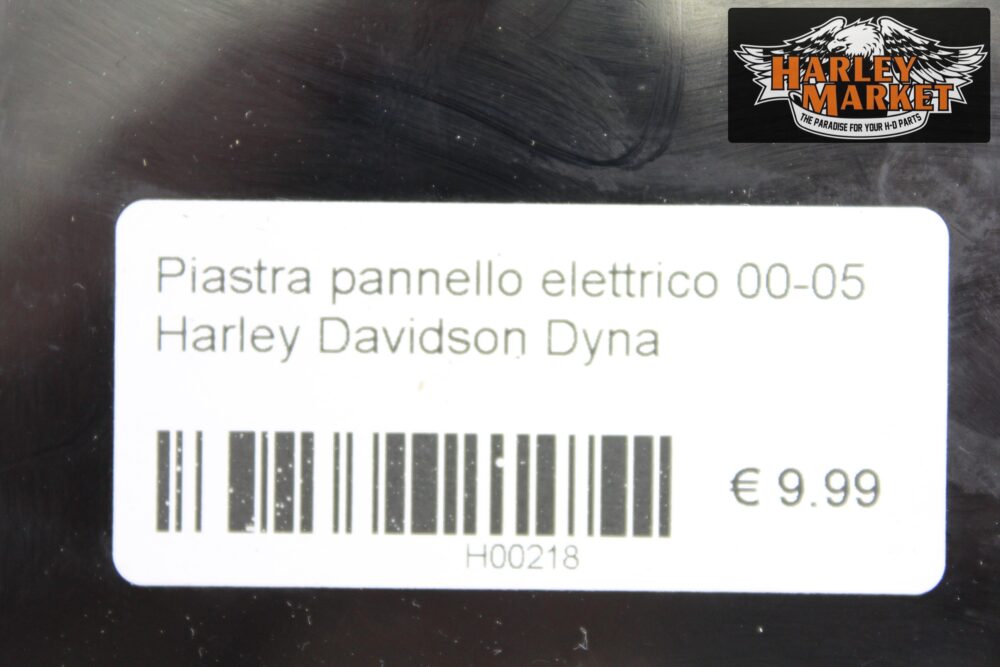 HARLEY
MARKET
THE PARADISE FOR YOUR H-D PARTS
Piastra pannello elettrico 00-05
Harley Davidson Dyna
€ 9.99
H00218